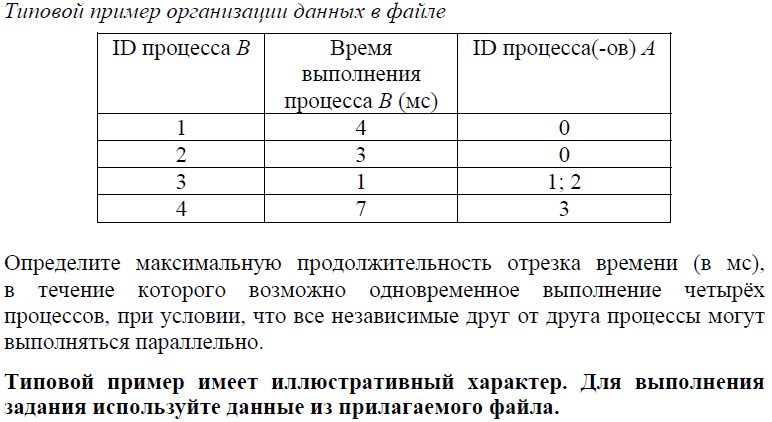 Типовой пример организации данных в файле
ID процесса B Время выполнения процесса B (мс) ID процесса(-ов) A
1 4 0
2 3 0
3 1 1; 2
4 7 3
Определите максимальную продолжительность отрезка времени (в мс),
в течение которого возможно одновременное выполнение четырёх
процессов, при условии, что все независимые друг от друга процессы могут
выполняться параллельно.
Типовой пример имеет иллюстративный характер. Для выполнения
задания используйте данные из прилагаемого файла.